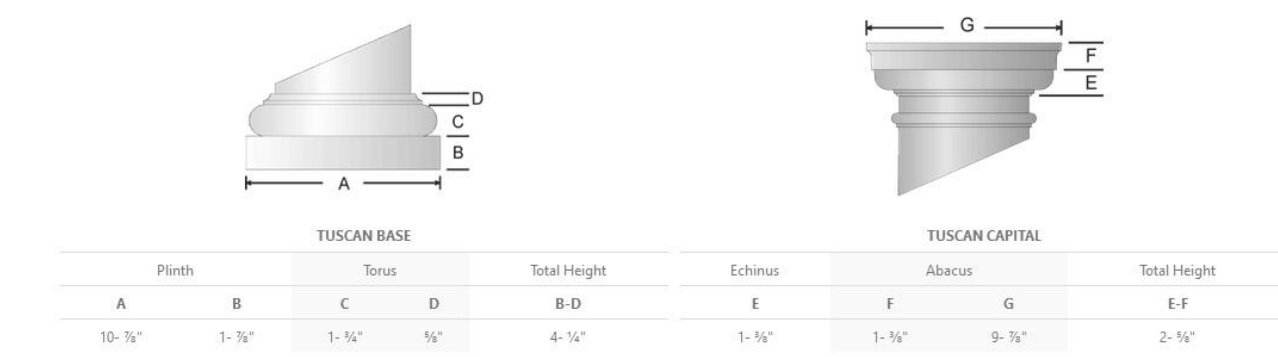 G
F
E
D
C
B
A
TUSCAN BASE
Plinth Torus Total Height
A B C D B-D
10- ⅞" 1- ⅞" 1- ¾" ⅝" 4- ¼"
TUSCAN CAPITAL
Echinus Abacus Total Height
E F G E-F
1- ⅜" 1- ⅜" 9- ⅞" 2- ⅝"